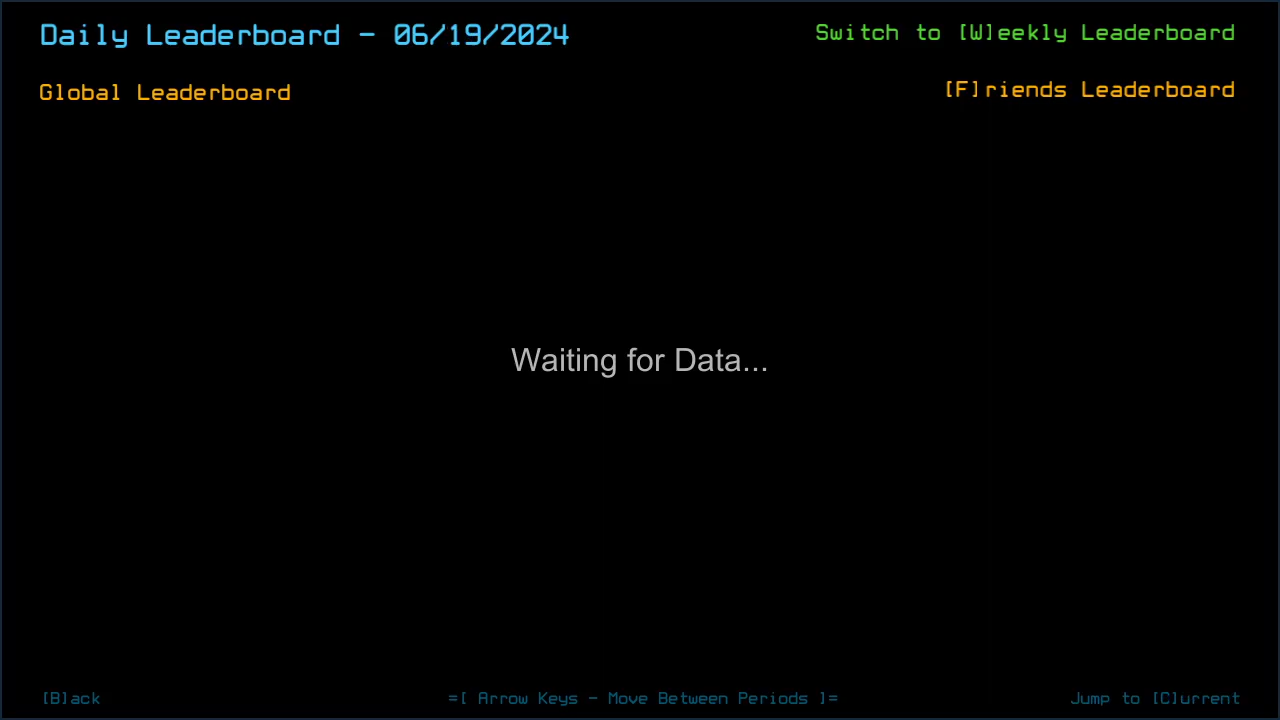 Daily Leaderboard - 06/19/2024
Switch to [W]eekly Leaderboard
Global Leaderboard
[F]riends Leaderboard
Waiting for Data...
[B]ack
=[ Arrow Keys - Move Between Periods ]=
Jump to [C]urrent